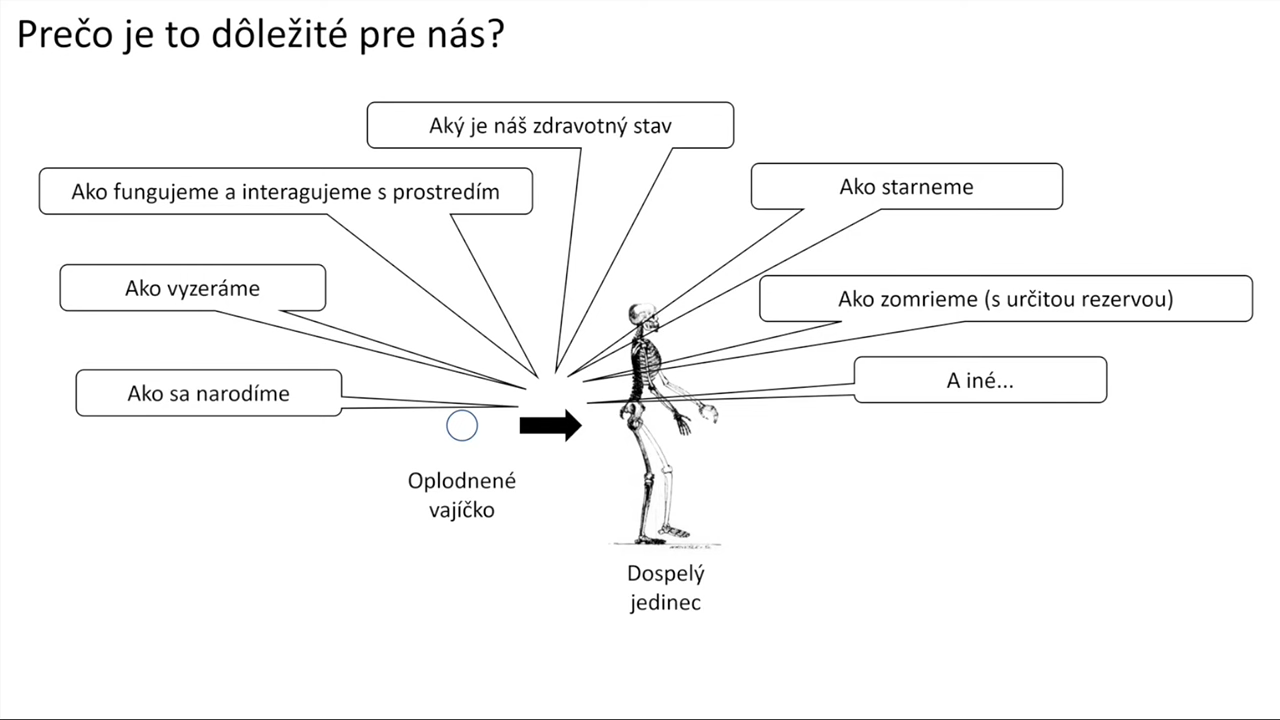 Prečo je to dôležité pre nás?
Aký je náš zdravotný stav
Ako fungujeme a interagujeme s prostredím
Ako starneme
Ako vyzeráme
Ako zomrieme (s určitou rezervou)
Ako sa narodíme
A iné...
Oplodnené
vajíčko
Dospelý
jedinec